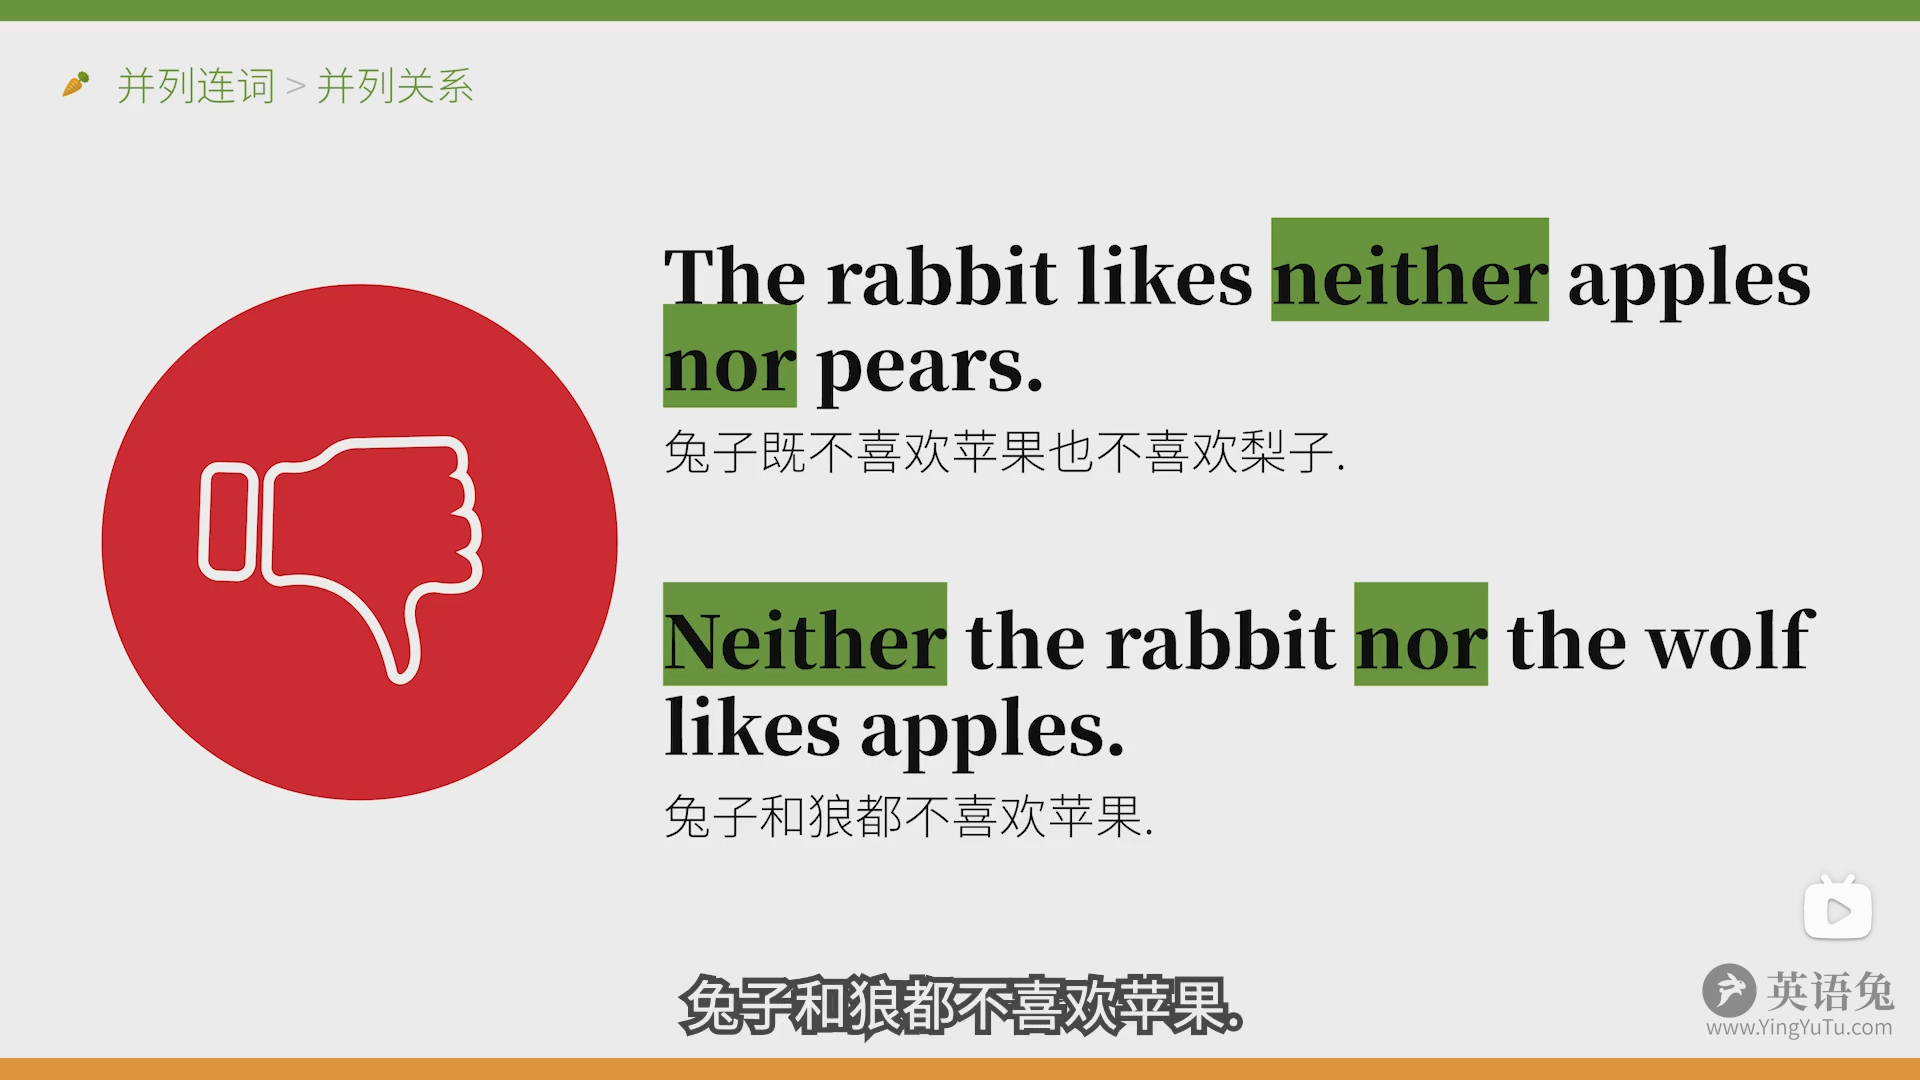 并列连词 > 并列关系
The rabbit likes neither apples
nor pears.
兔子既不喜欢苹果也不喜欢梨子.
Neither the rabbit nor the wolf
likes apples.
兔子和狼都不喜欢苹果.
兔子和狼都不喜欢苹果.
英语兔
www.YingYuTu.com